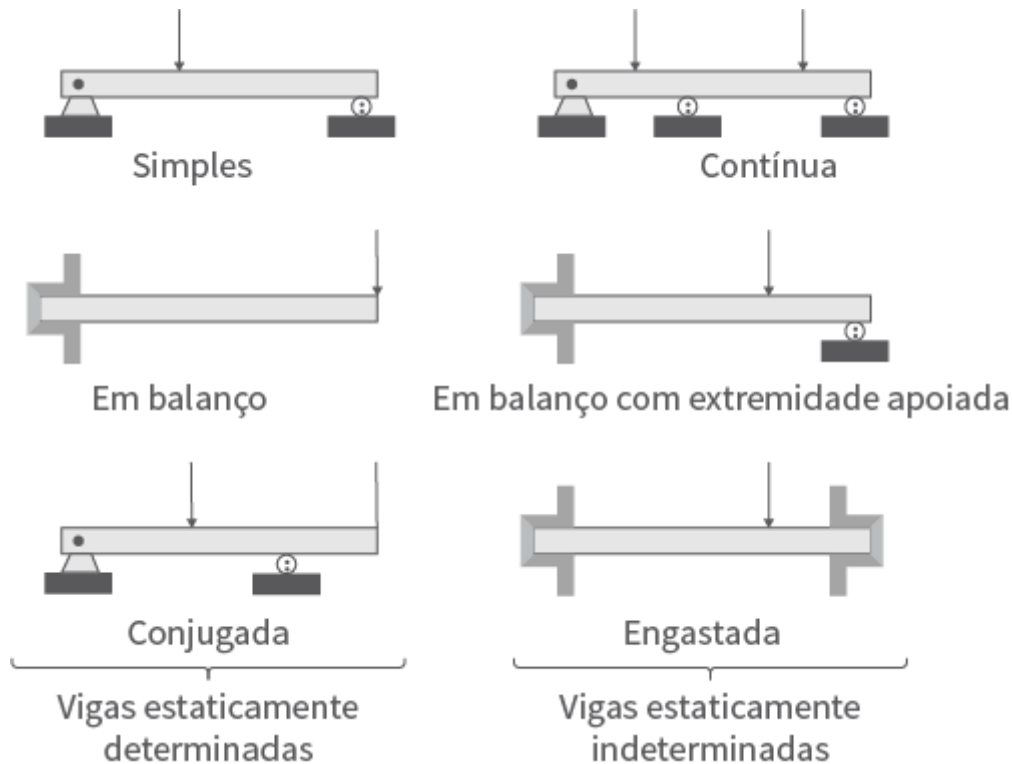 Simples
Contínua
Em balanço
Em balanço com extremidade apoiada
Conjugada
Engastada
Vigas estaticamente
determinadas
Vigas estaticamente
indeterminadas